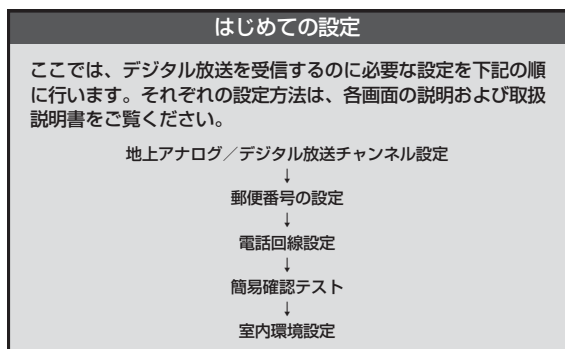 はじめての設定
ここでは、デジタル放送を受信するのに必要な設定を下記の順
に行います。それぞれの設定方法は、各画面の説明および取扱
説明書をご覧ください。
地上アナログ／デジタル放送チャンネル設定
↓
郵便番号の設定
↓
電話回線設定
↓
簡易確認テスト
↓
室内環境設定